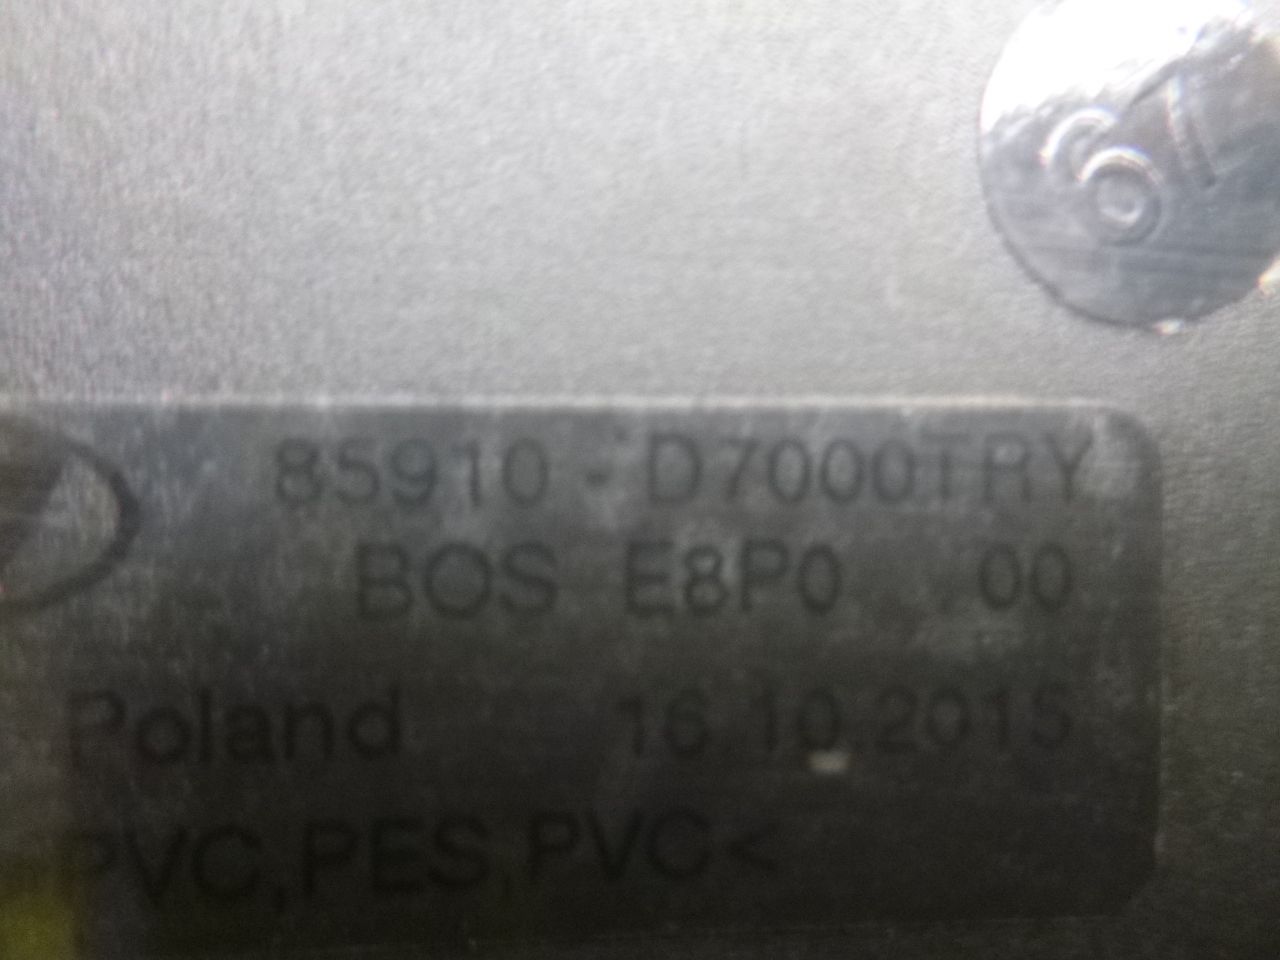 85910 - D7000TRY
BOS E8P0 00
Poland 16.10.2015
PVC,PES,PVC<